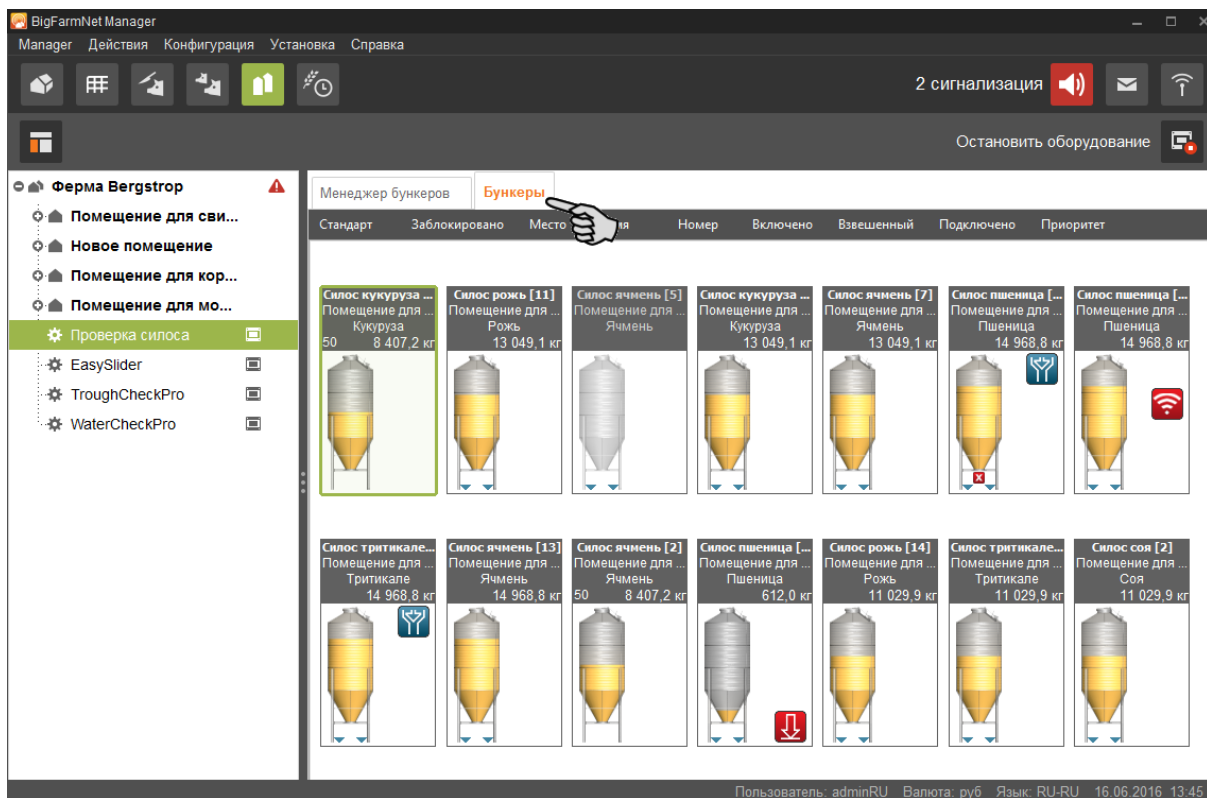 BigFarmNet Manager
Manager Действия Конфигурация Установка Справка
2 сигнализация
Остановить оборудование
Ферма Bergstrop
Помещение для сви...
Новое помещение
Помещение для кор...
Помещение для мо...
Проверка силоса
EasySlider
TroughCheckPro
WaterCheckPro
Менеджер бункеров Бункеры
Стандарт Заблокировано Место Номер Включено Взвешенный Подключено Приоритет
Силос кукуруза ...
Помещение для ...
Кукуруза
50 8 407,2 кг
Силос рожь [11]
Помещение для ...
Рожь
13 049,1 кг
Силос ячмень [5]
Помещение для ...
Ячмень
Силос кукуруза ...
Помещение для ...
Кукуруза
13 049,1 кг
Силос ячмень [7]
Помещение для ...
Ячмень
13 049,1 кг
Силос пшеница [...
Помещение для ...
Пшеница
14 968,8 кг
Силос пшеница [...
Помещение для ...
Пшеница
14 968,8 кг
Силос тритикале...
Помещение для ...
Тритикале
14 968,8 кг
Силос ячмень [13]
Помещение для ...
Ячмень
14 968,8 кг
Силос ячмень [2]
Помещение для ...
Ячмень
50 8 407,2 кг
Силос пшеница [...
Помещение для ...
Пшеница
612,0 кг
Силос рожь [14]
Помещение для ...
Рожь
11 029,9 кг
Силос тритикале...
Помещение для ...
Тритикале
11 029,9 кг
Силос соя [2]
Помещение для ...
Соя
11 029,9 кг
Пользователь: adminRU Валюта: руб Язык: RU-RU 16.06.2016 13:45